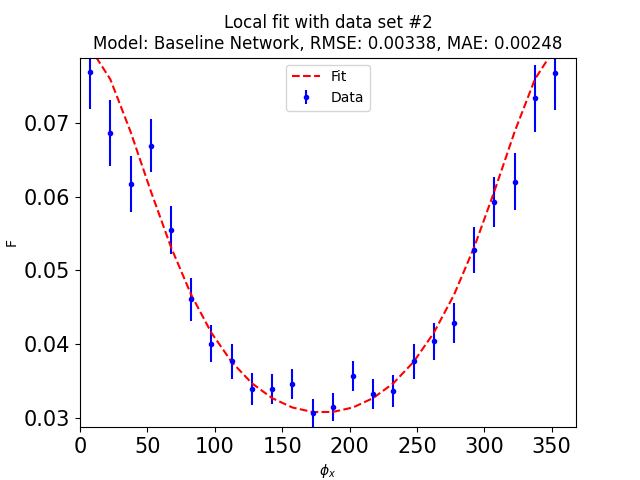 Local fit with data set #2
Model: Baseline Network, RMSE: 0.00338, MAE: 0.00248
Fit
Data
0.07
0.06
0.05
0.04
0.03
F
0 50 100 150 200 250 300 350
ϕx